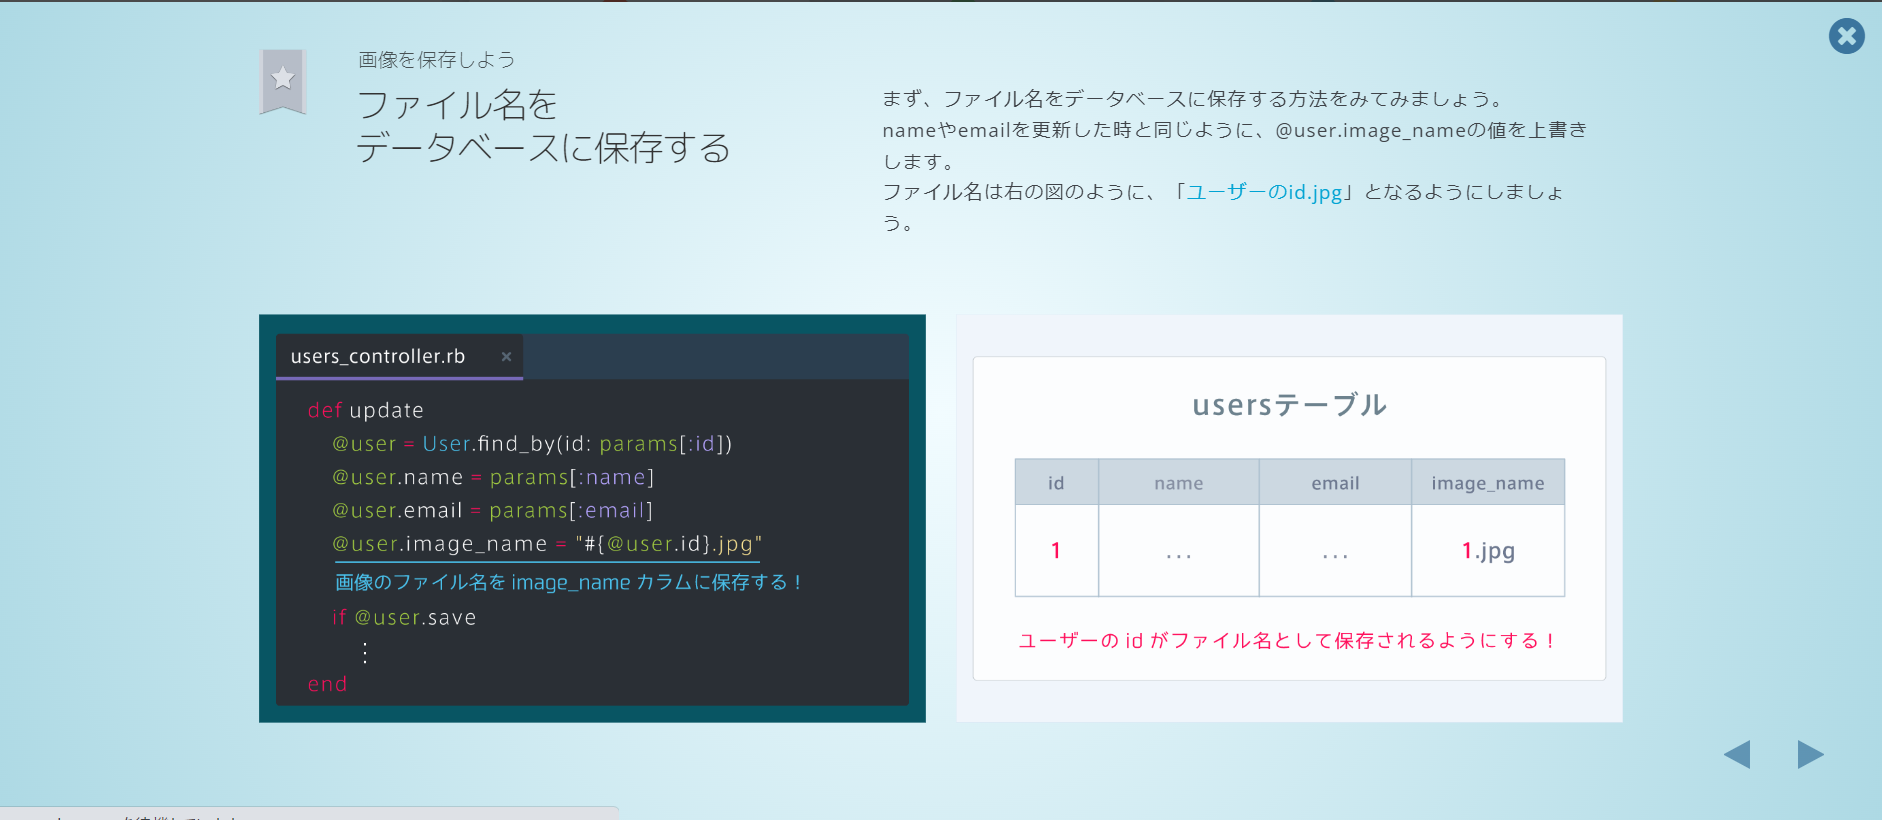 画像を保存しよう
ファイル名を
データベースに保存する
まず、ファイル名をデータベースに保存する方法をみてみましょう。
nameやemailを更新した時と同じように、@user.image_nameの値を上書き
します。
ファイル名は右の図のように、「ユーザーのid.jpg」となるようにしましょ
う。
users_controller.rb ×
def update
@user = User.find_by(id: params[:id])
@user.name = params[:name]
@user.email = params[:email]
@user.image_name = "#{@user.id}.jpg"
画像のファイル名を image_name カラムに保存する！
if @user.save
⋮
end
usersテーブル
id name email image_name
1 ... ... 1.jpg
ユーザーの id がファイル名として保存されるようにする！